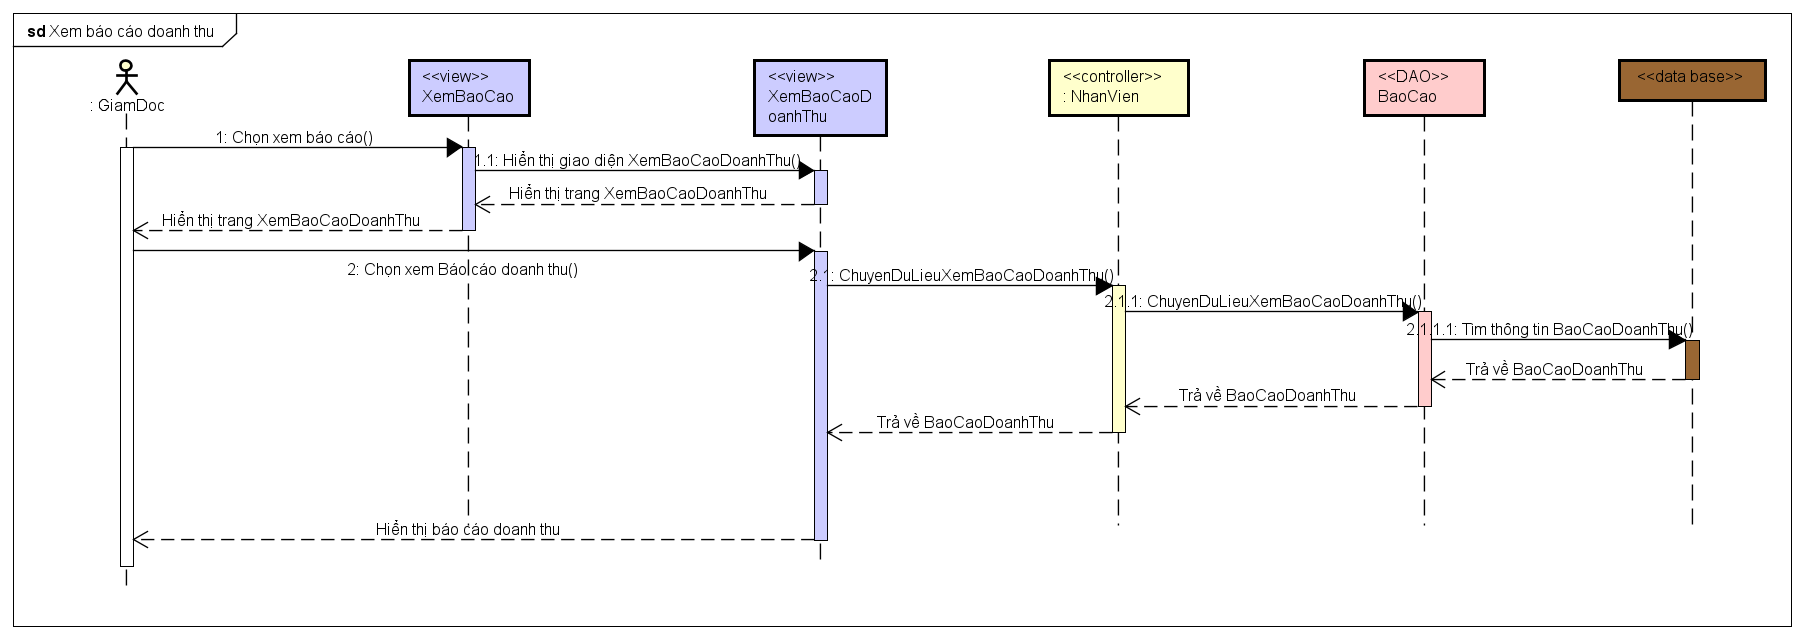 sd Xem báo cáo doanh thu
: GiamDoc
<<view>>
XemBaoCao
<<view>>
XemBaoCaoD
oanhThu
<<controller>>
: NhanVien
<<DAO>>
BaoCao
<<data base>>
1: Chọn xem báo cáo()
1.1: Hiển thị giao diện XemBaoCaoDoanhThu()
Hiển thị trang XemBaoCaoDoanhThu
Hiển thị trang XemBaoCaoDoanhThu
2: Chọn xem Báo cáo doanh thu()
2.1: ChuyenDuLieuXemBaoCaoDoanhThu()
2.1.1: ChuyenDuLieuXemBaoCaoDoanhThu()
2.1.1.1: Tìm thông tin BaoCaoDoanhThu()
Trả về BaoCaoDoanhThu
Trả về BaoCaoDoanhThu
Trả về BaoCaoDoanhThu
Hiển thị báo cáo doanh thu